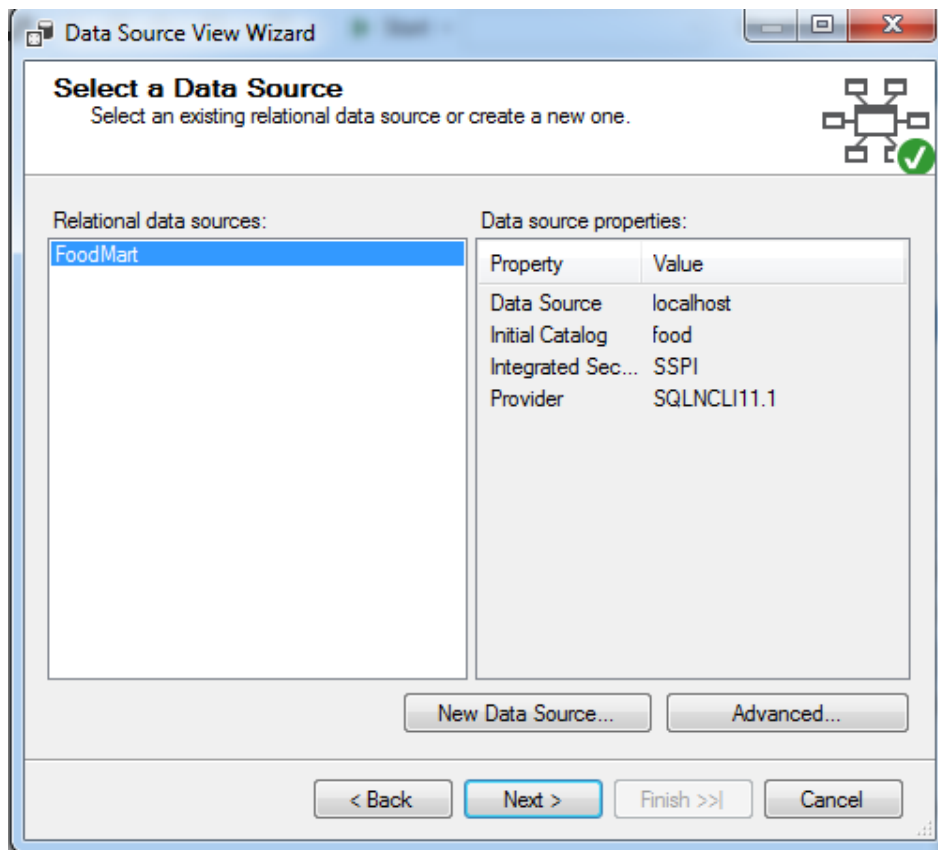 Data Source View Wizard
Select a Data Source
Select an existing relational data source or create a new one.
Relational data sources:
FoodMart
Data source properties:
Property Value
Data Source localhost
Initial Catalog food
Integrated Sec... SSPI
Provider SQLNCLI11.1
New Data Source... Advanced...
< Back Next > Finish >>| Cancel